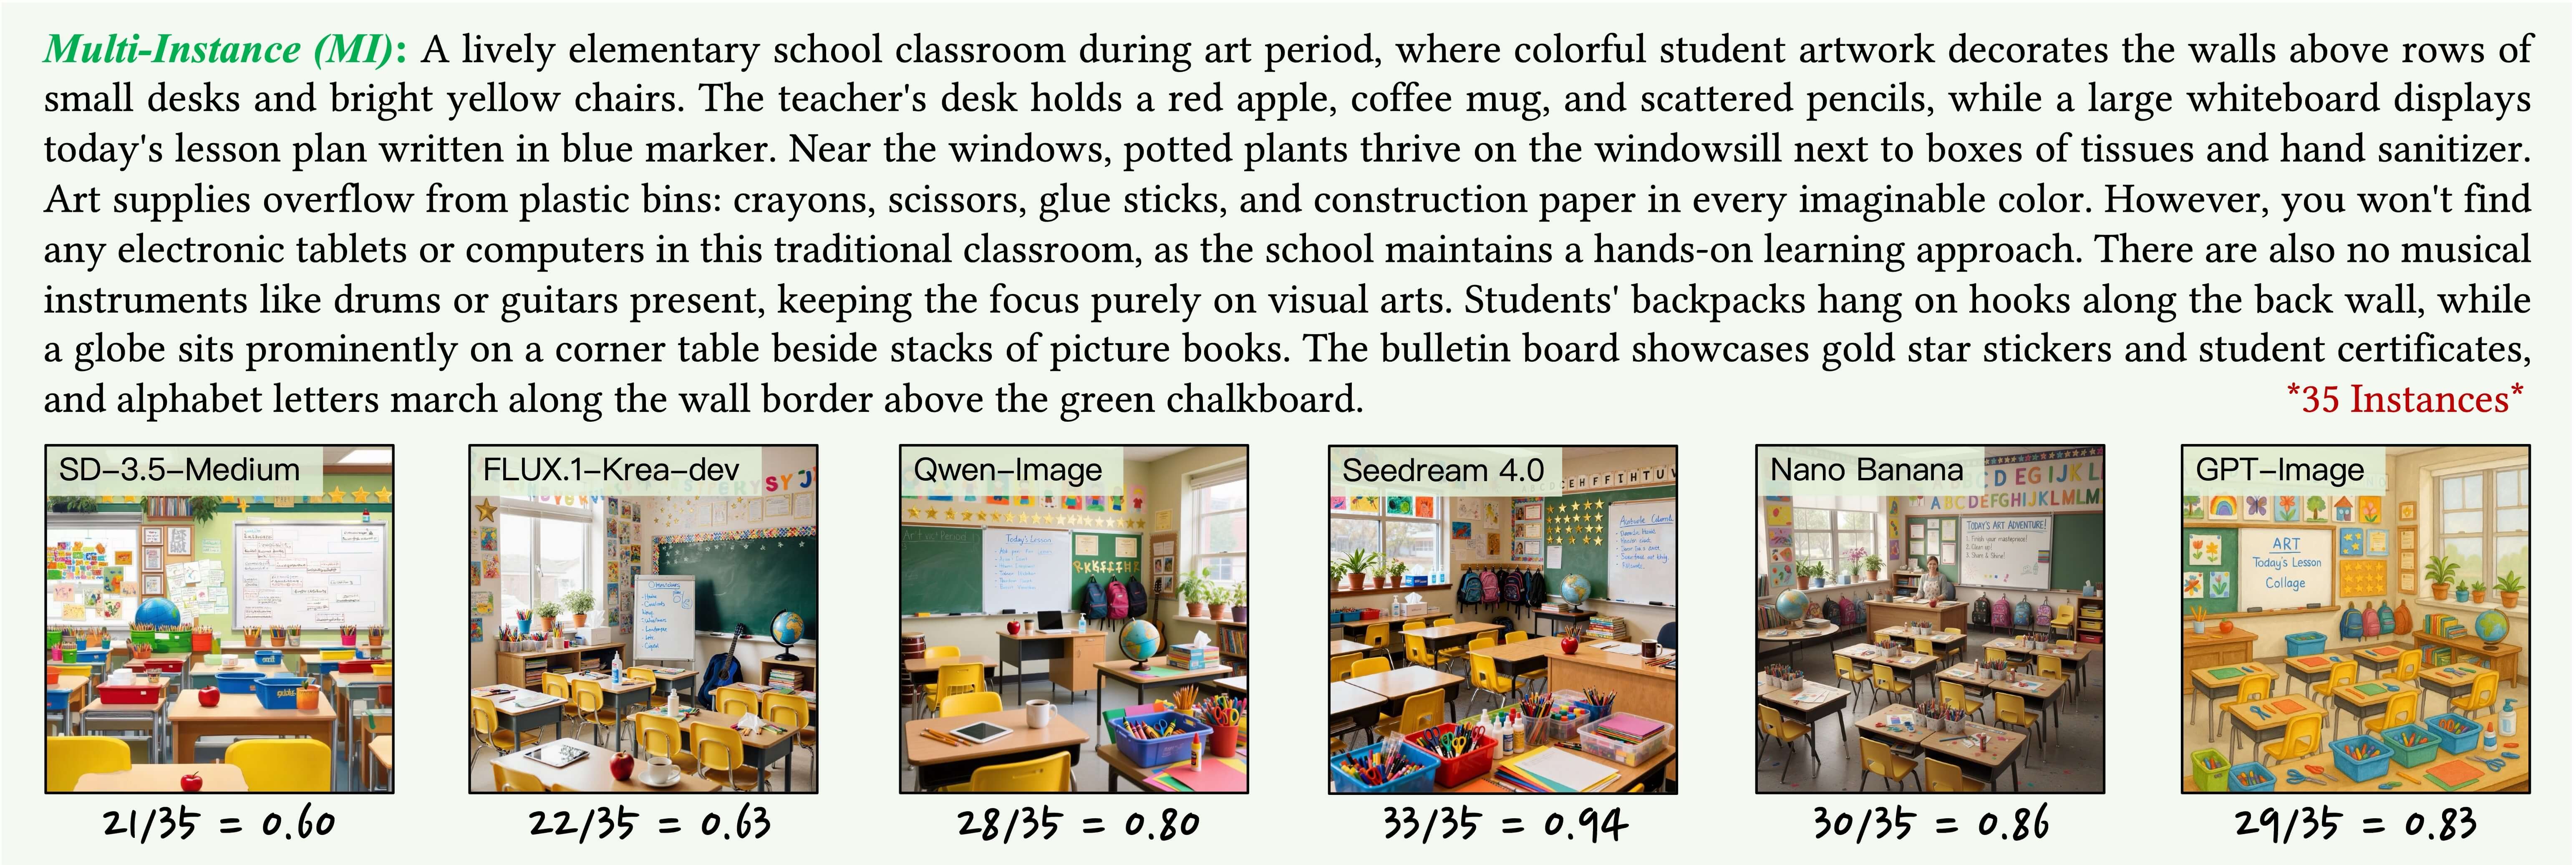 Multi-Instance (MI): A lively elementary school classroom during art period, where colorful student artwork decorates the walls above rows of
small desks and bright yellow chairs. The teacher's desk holds a red apple, coffee mug, and scattered pencils, while a large whiteboard displays
today's lesson plan written in blue marker. Near the windows, potted plants thrive on the windowsill next to boxes of tissues and hand sanitizer.
Art supplies overflow from plastic bins: crayons, scissors, glue sticks, and construction paper in every imaginable color. However, you won't find
any electronic tablets or computers in this traditional classroom, as the school maintains a hands-on learning approach. There are also no musical
instruments like drums or guitars present, keeping the focus purely on visual arts. Students' backpacks hang on hooks along the back wall, while
a globe sits prominently on a corner table beside stacks of picture books. The bulletin board showcases gold star stickers and student certificates,
and alphabet letters march along the wall border above the green chalkboard. *35 Instances*
SD-3.5-Medium FLUX.1-Krea-dev Qwen-Image Seedream 4.0 Nano Banana GPT-Image
Today's Lesson
TODAY'S ART ADVENTURE!
ART
Today's Lesson
Collage
21/35 = 0.60 22/35 = 0.63 28/35 = 0.80 33/35 = 0.94 30/35 = 0.86 29/35 = 0.83